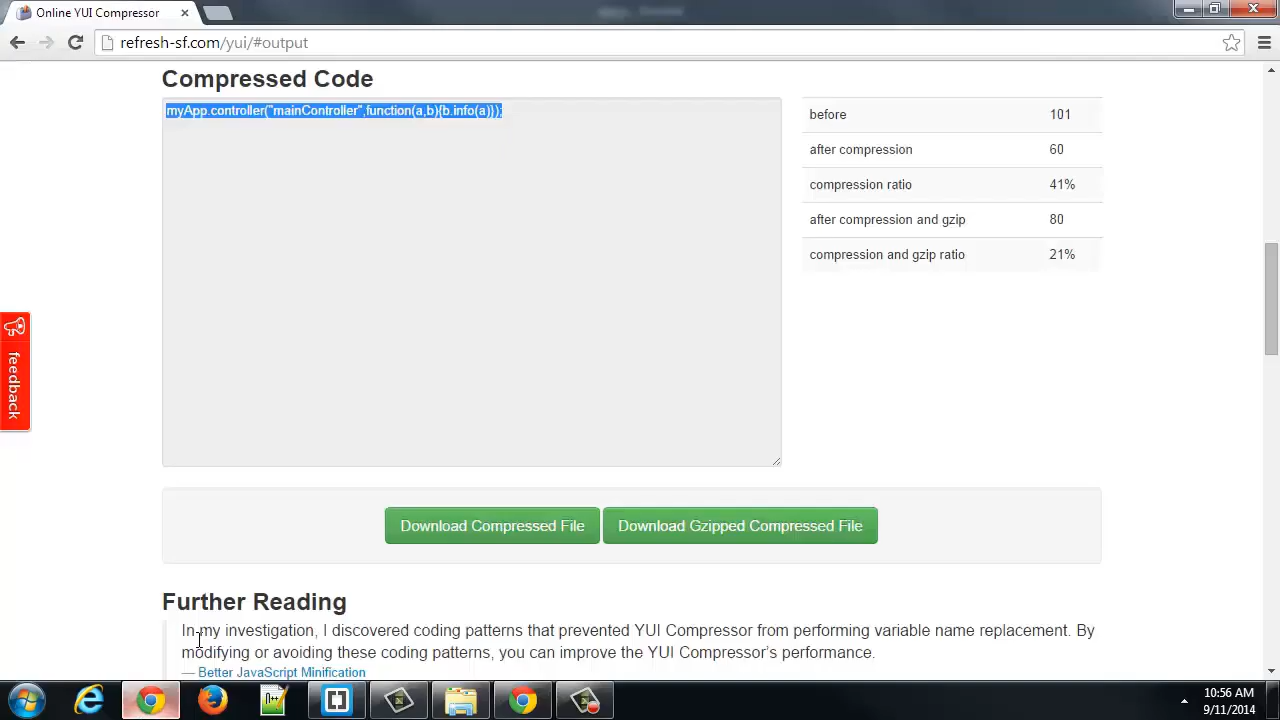 Online YUI Compressor
refresh-sf.com/yui/#output
Compressed Code
myApp.controller("mainController",function(a,b){b.info(a)});
before 101
after compression 60
compression ratio 41%
after compression and gzip 80
compression and gzip ratio 21%
feedback
Download Compressed File Download Gzipped Compressed File
Further Reading
In my investigation, I discovered coding patterns that prevented YUI Compressor from performing variable name replacement. By
modifying or avoiding these coding patterns, you can improve the YUI Compressor's performance.
— Better JavaScript Minification
10:56 AM
9/11/2014